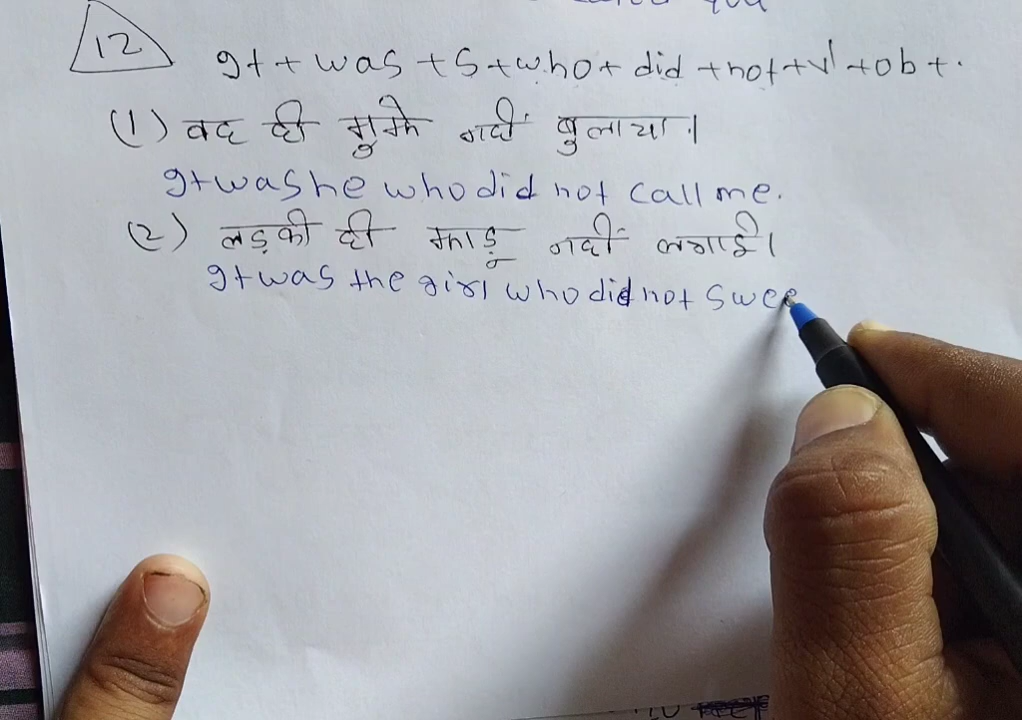 you
12 It + was + S + who + did + not + v1 + ob + .
(1) वह ही मुझे नहीं बुलाया।
It was he who did not call me.
(2) लड़की ही झाड़ू नहीं लगाई।
It was the girl who did not swee